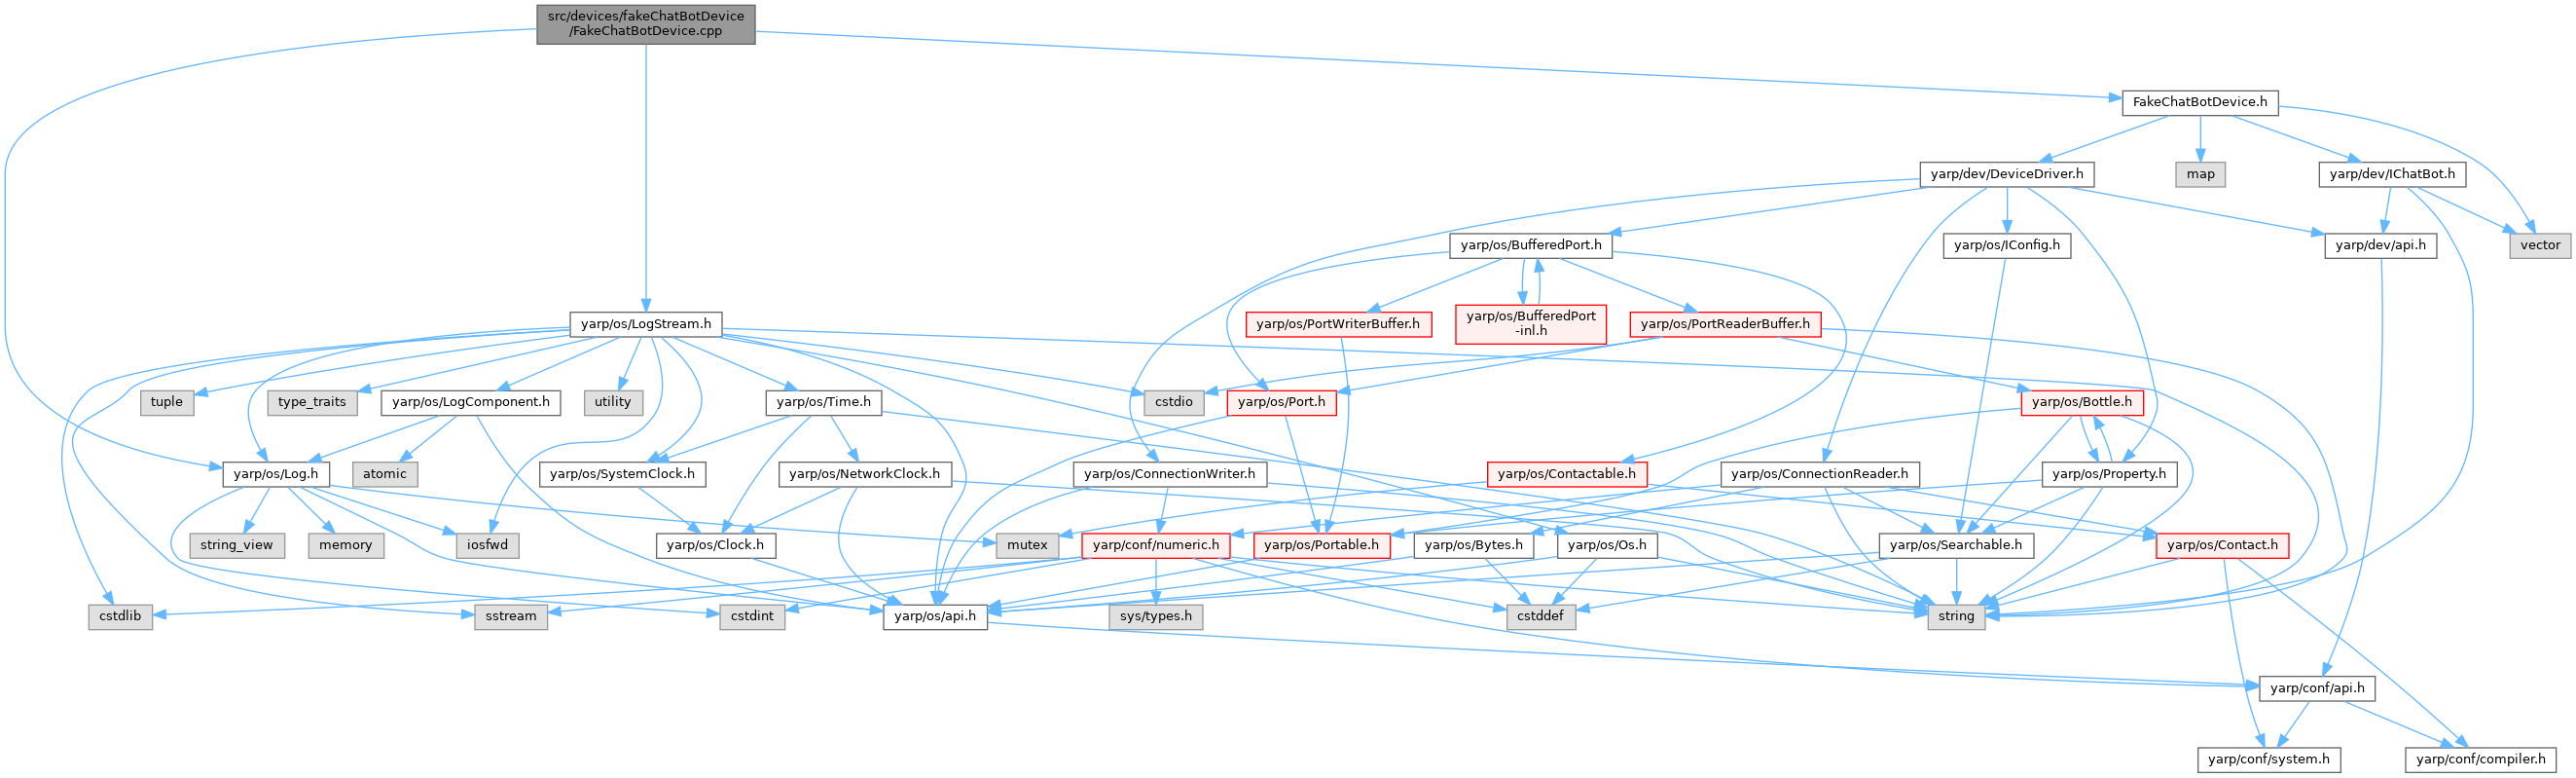 src/devices/fakeChatBotDevice
/FakeChatBotDevice.cpp
FakeChatBotDevice.h
yarp/dev/DeviceDriver.h
map
yarp/dev/IChatBot.h
yarp/os/BufferedPort.h
yarp/os/IConfig.h
yarp/dev/api.h
vector
yarp/os/LogStream.h
yarp/os/PortWriterBuffer.h
yarp/os/BufferedPort
-inl.h
yarp/os/PortReaderBuffer.h
tuple
type_traits
yarp/os/LogComponent.h
utility
yarp/os/Time.h
cstdio
yarp/os/Port.h
yarp/os/Bottle.h
yarp/os/Log.h
atomic
yarp/os/SystemClock.h
yarp/os/NetworkClock.h
yarp/os/ConnectionWriter.h
yarp/os/Contactable.h
yarp/os/ConnectionReader.h
yarp/os/Property.h
string_view
memory
iosfwd
yarp/os/Clock.h
mutex
yarp/conf/numeric.h
yarp/os/Portable.h
yarp/os/Bytes.h
yarp/os/Os.h
yarp/os/Searchable.h
yarp/os/Contact.h
cstdlib
sstream
cstdint
yarp/os/api.h
sys/types.h
cstddef
string
yarp/conf/api.h
yarp/conf/system.h
yarp/conf/compiler.h